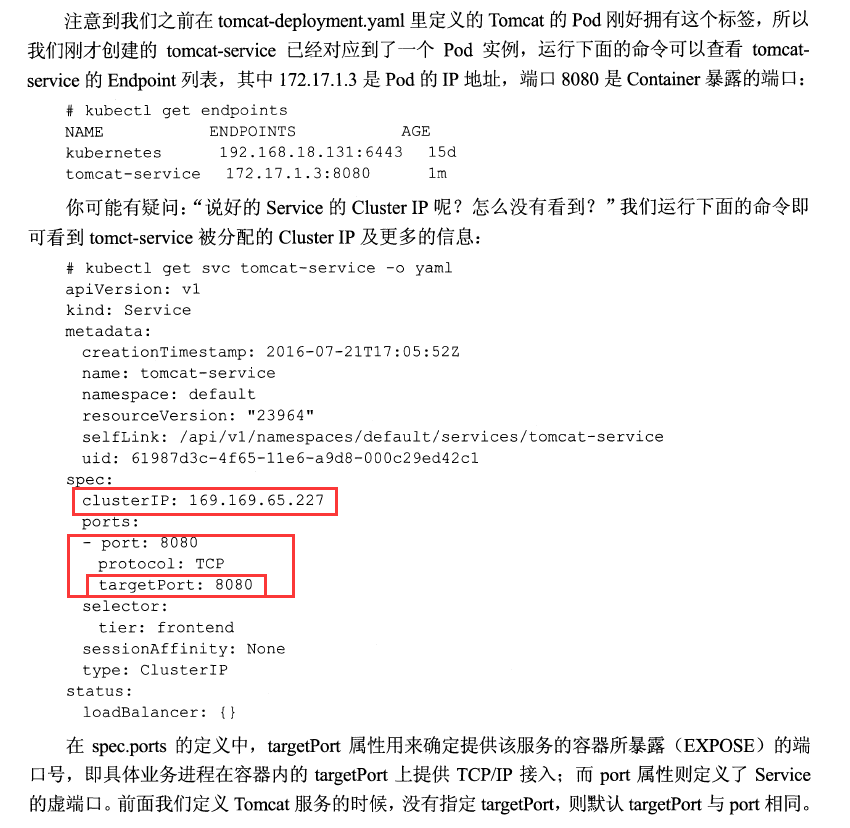 注意到我们之前在 tomcat-deployment.yaml 里定义的 Tomcat 的 Pod 刚好拥有这个标签，所以
我们刚才创建的 tomcat-service 已经对应到了一个 Pod 实例，运行下面的命令可以查看 tomcat-
service 的 Endpoint 列表，其中 172.17.1.3 是 Pod 的 IP 地址，端口 8080 是 Container 暴露的端口：
# kubectl get endpoints
NAME ENDPOINTS AGE
kubernetes 192.168.18.131:6443 15d
tomcat-service 172.17.1.3:8080 1m
你可能有疑问：“说好的 Service 的 Cluster IP 呢？怎么没有看到？”我们运行下面的命令即
可看到 tomct-service 被分配的 Cluster IP 及更多的信息：
# kubectl get svc tomcat-service -o yaml
apiVersion: v1
kind: Service
metadata:
  creationTimestamp: 2016-07-21T17:05:52Z
  name: tomcat-service
  namespace: default
  resourceVersion: "23964"
  selfLink: /api/v1/namespaces/default/services/tomcat-service
  uid: 61987d3c-4f65-11e6-a9d8-000c29ed42c1
spec:
  clusterIP: 169.169.65.227
  ports:
  - port: 8080
    protocol: TCP
    targetPort: 8080
  selector:
    tier: frontend
  sessionAffinity: None
  type: ClusterIP
status:
  loadBalancer: {}
在 spec.ports 的定义中，targetPort 属性用来确定提供该服务的容器所暴露（EXPOSE）的端
口号，即具体业务进程在容器内的 targetPort 上提供 TCP/IP 接入；而 port 属性则定义了 Service
的虚端口。前面我们定义 Tomcat 服务的时候，没有指定 targetPort，则默认 targetPort 与 port 相同。